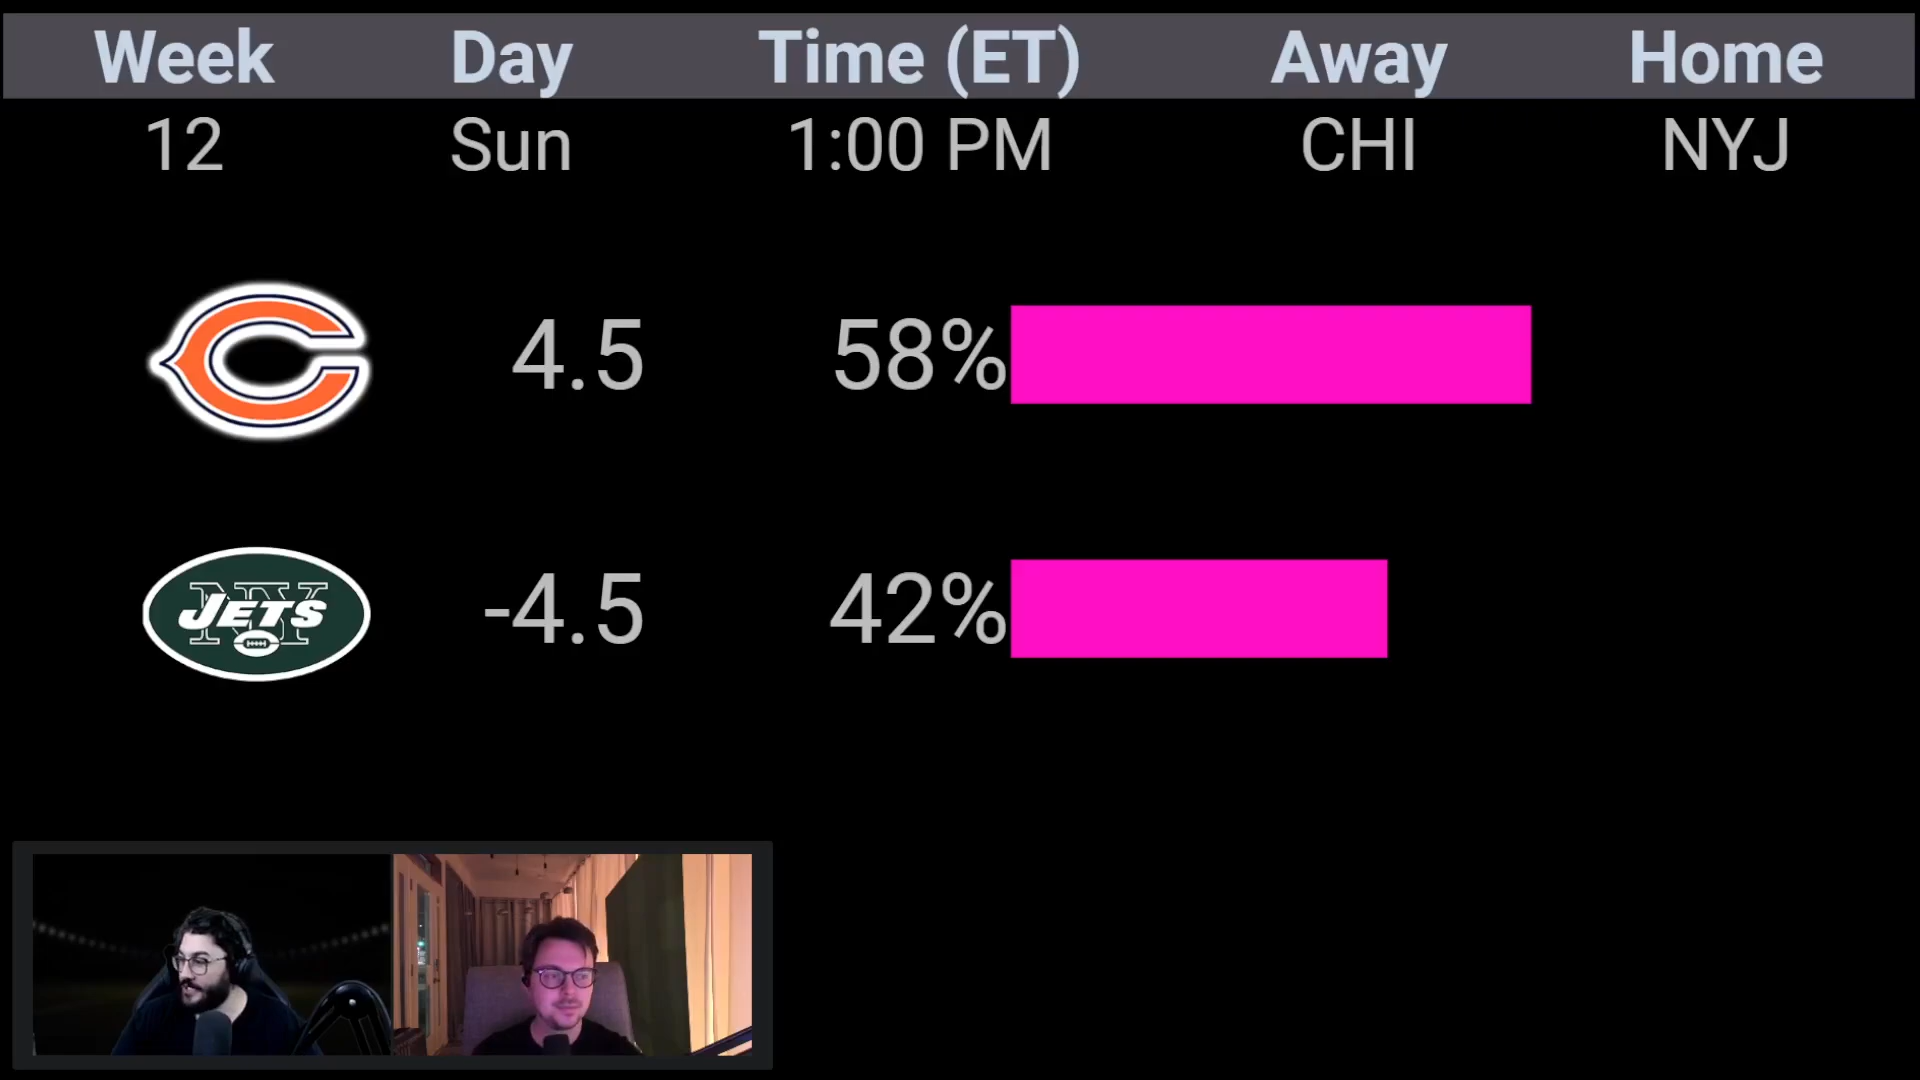 Week Day Time (ET) Away Home
12 Sun 1:00 PM CHI NYJ
4.5 58%
NY
JETS
-4.5 42%